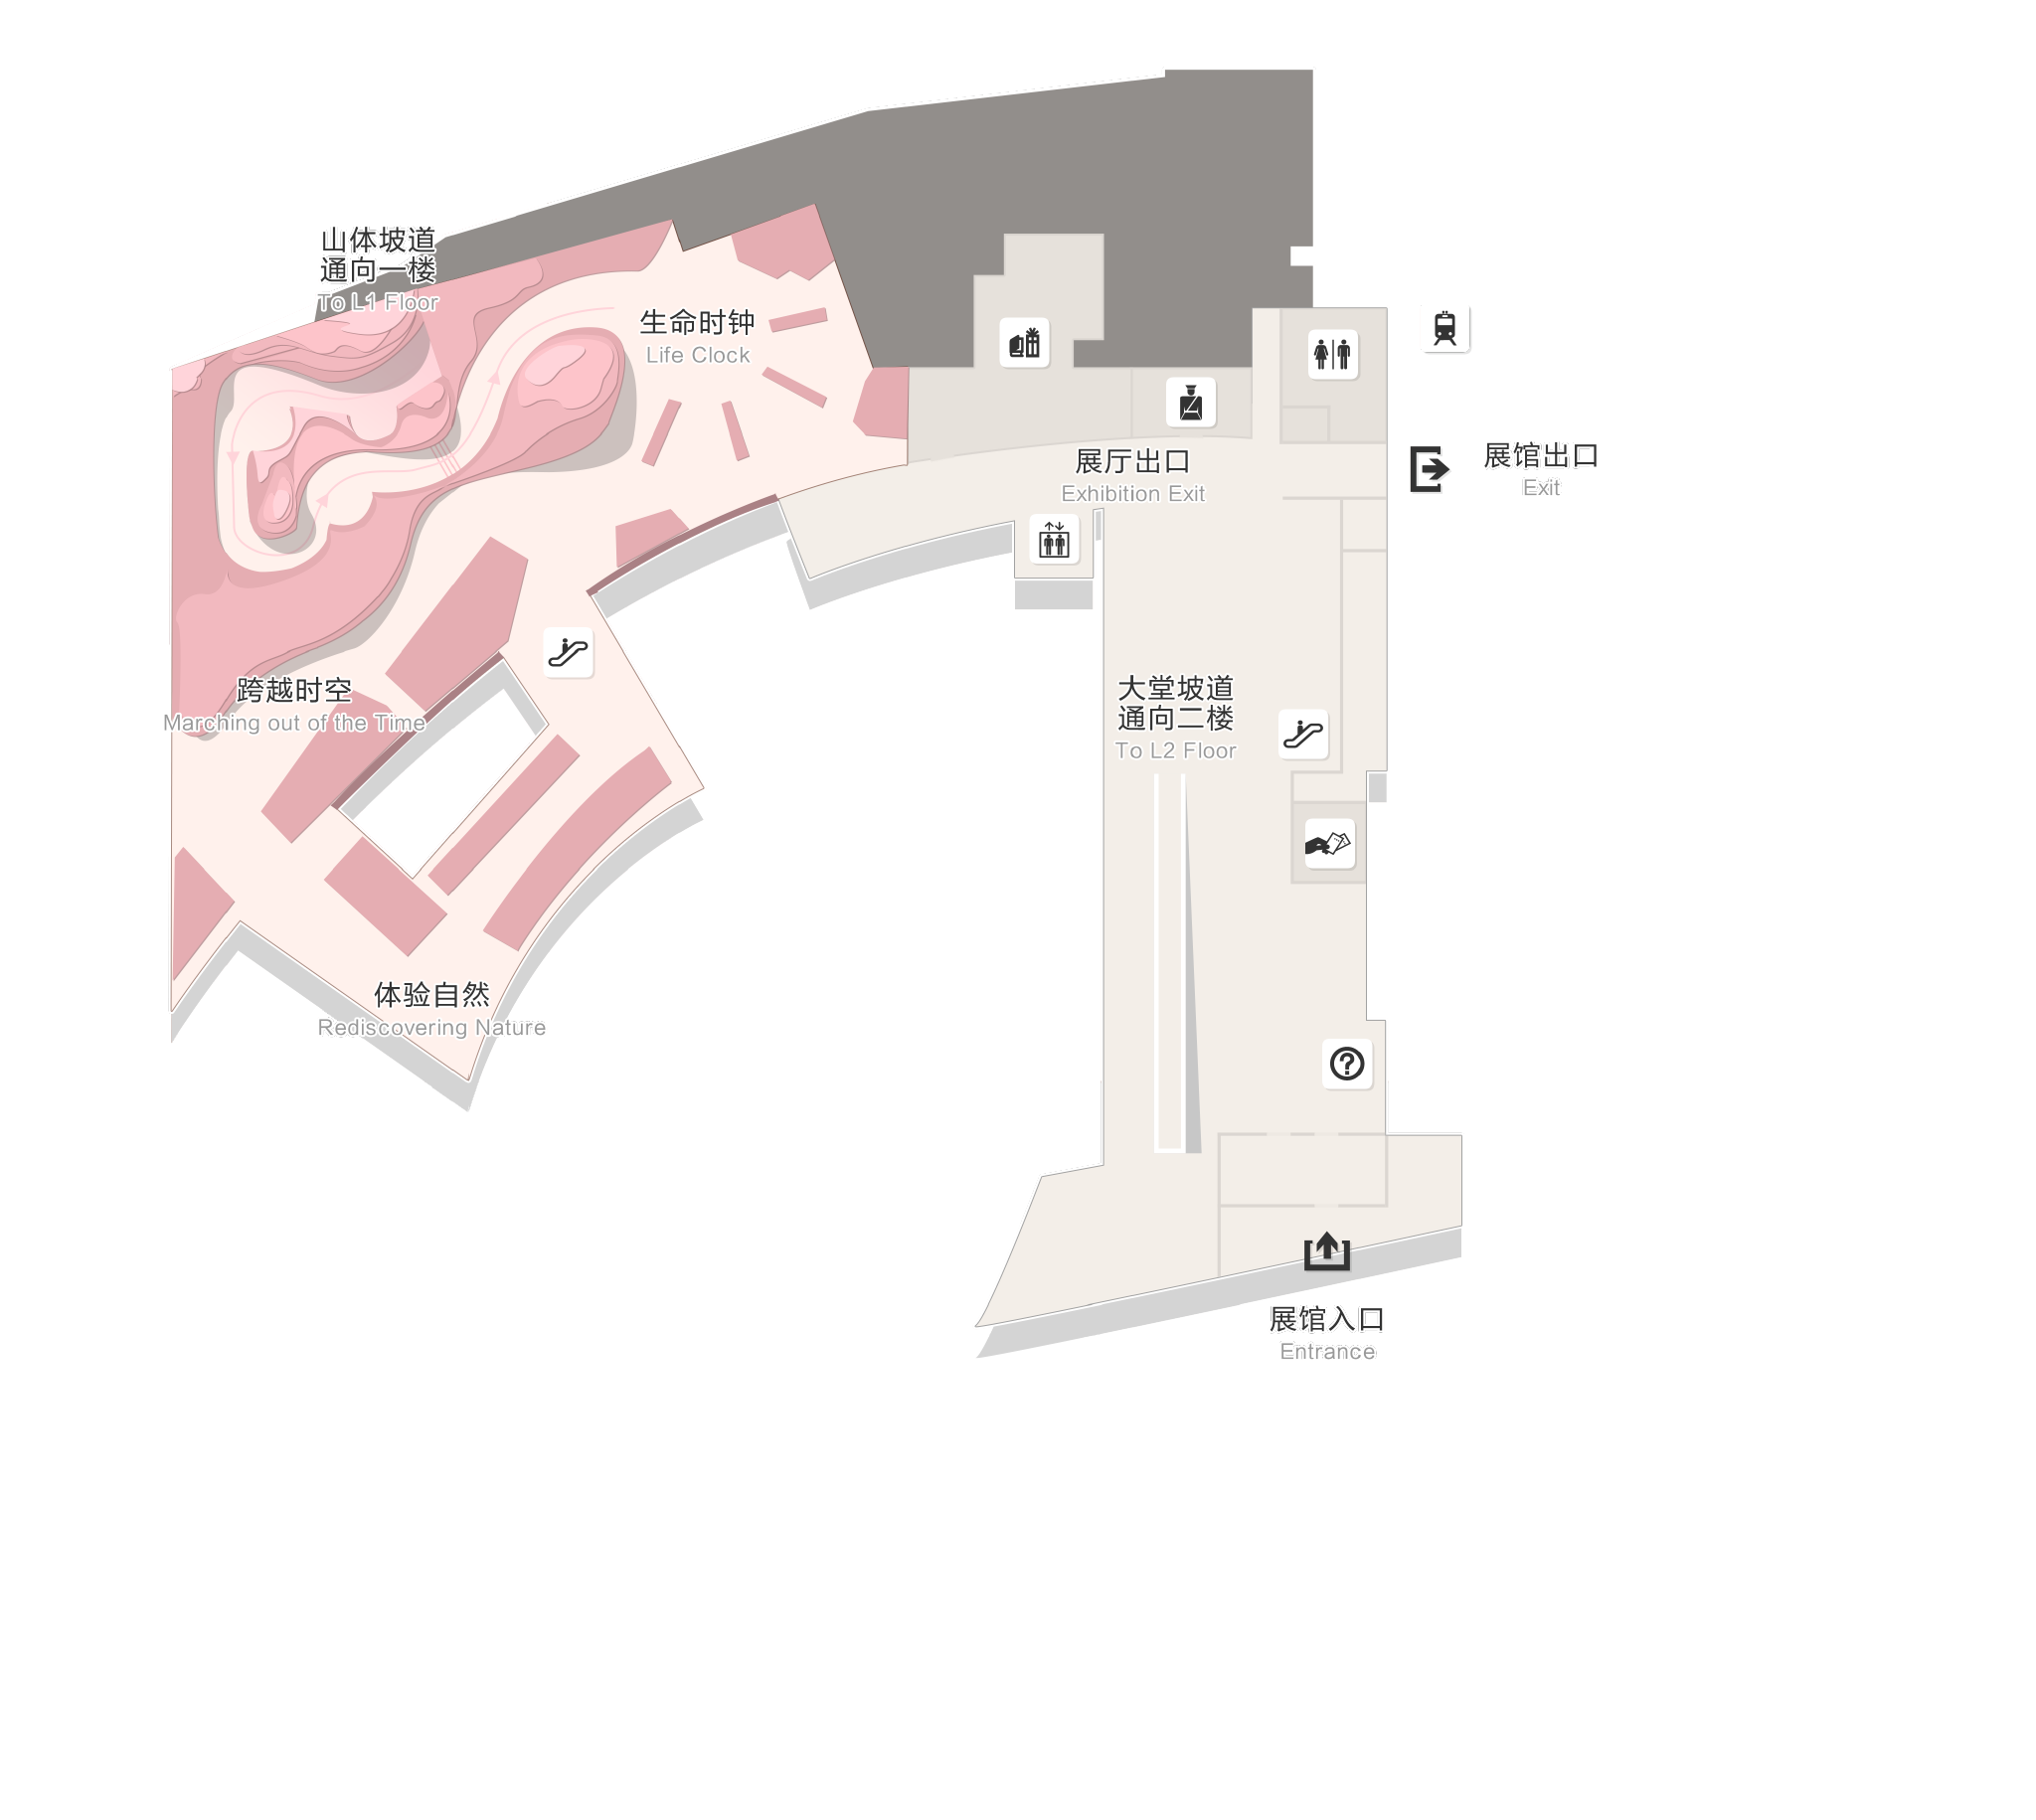 山体坡道
通向一楼
To L1 Floor
生命时钟
Life Clock
展厅出口
Exhibition Exit
展馆出口
Exit
跨越时空
Marching out of the Time
大堂坡道
通向二楼
To L2 Floor
体验自然
Rediscovering Nature
展馆入口
Entrance